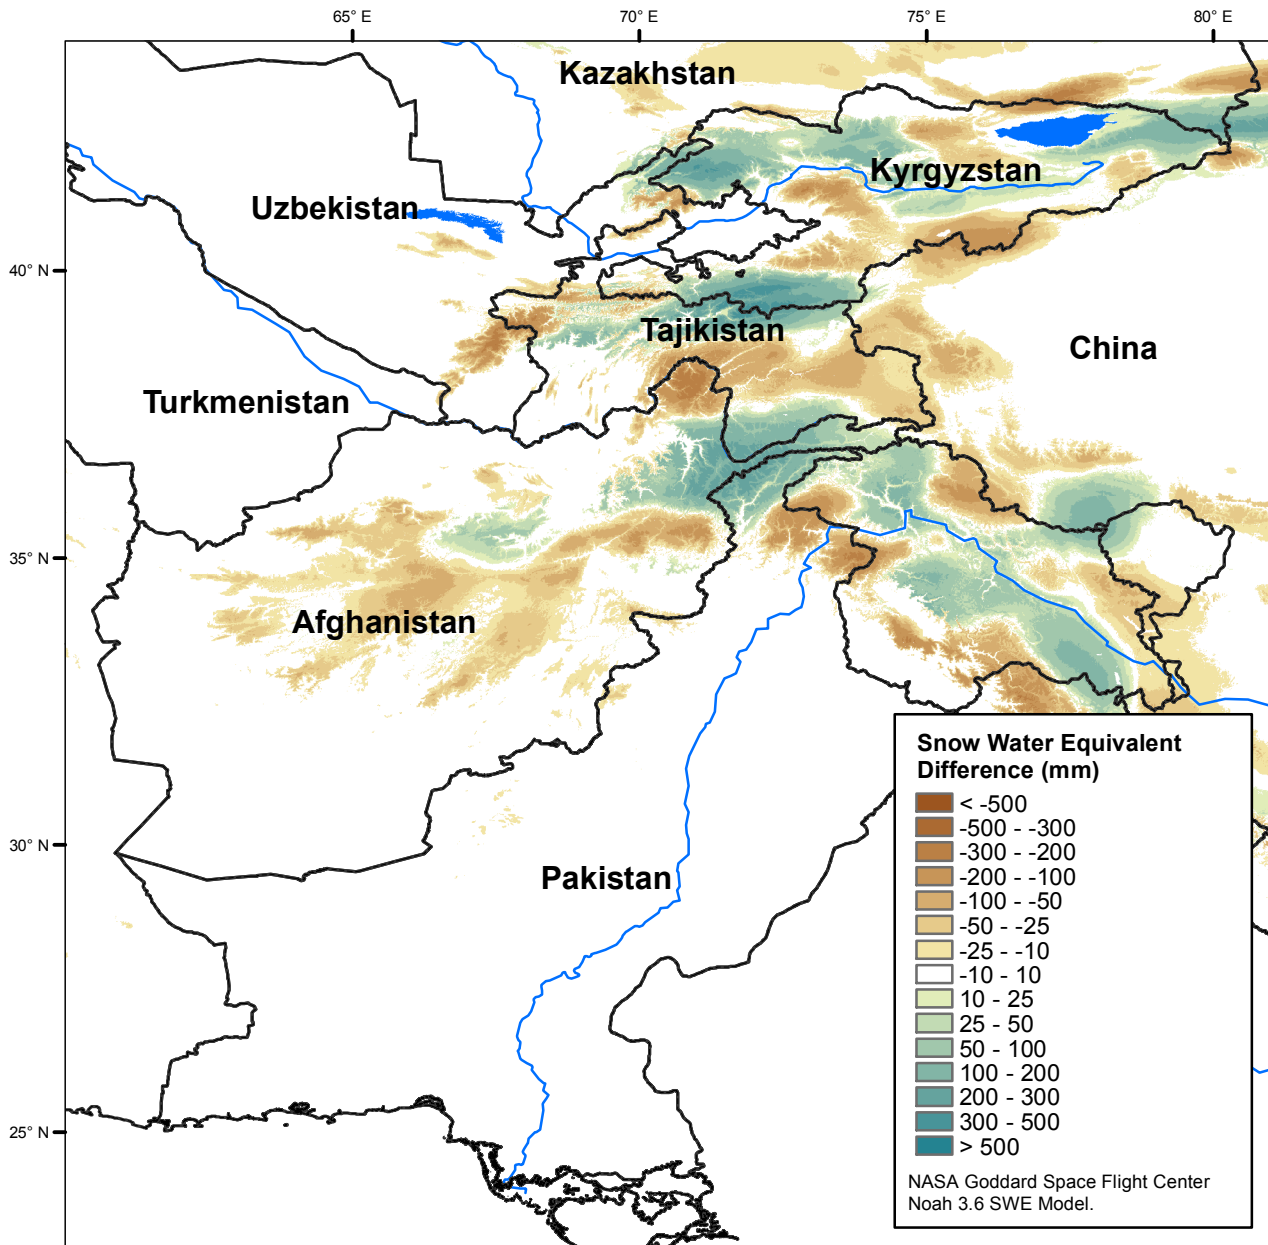 65° E
70° E
75° E
80° E
Kazakhstan
Kyrgyzstan
Uzbekistan
40° N
Tajikistan
China
Turkmenistan
35° N
Afghanistan
30° N
Pakistan
25° N
Snow Water Equivalent
Difference (mm)
< -500
-500 - -300
-300 - -200
-200 - -100
-100 - -50
-50 - -25
-25 - -10
-10 - 10
10 - 25
25 - 50
50 - 100
100 - 200
200 - 300
300 - 500
> 500
NASA Goddard Space Flight Center
Noah 3.6 SWE Model.